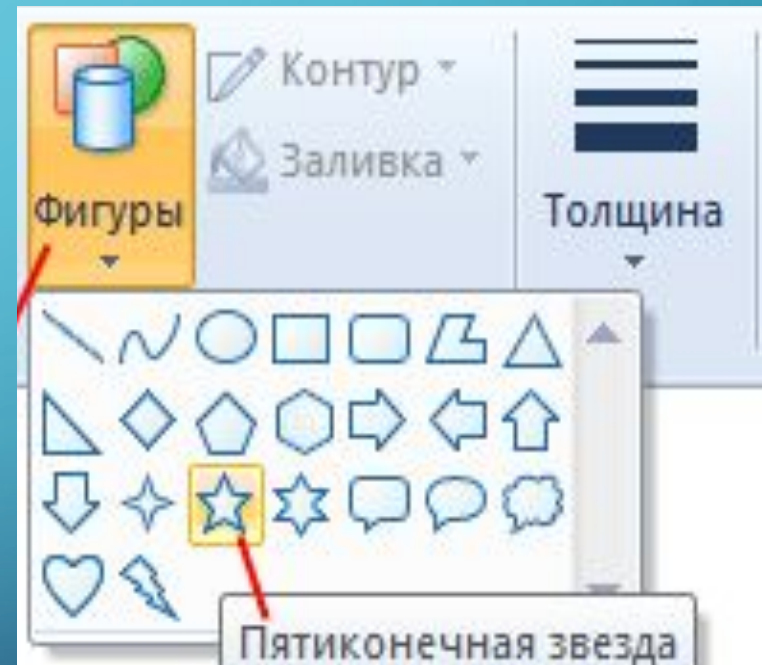 Контур
Заливка
Фигуры
Толщина
Пятиконечная звезда